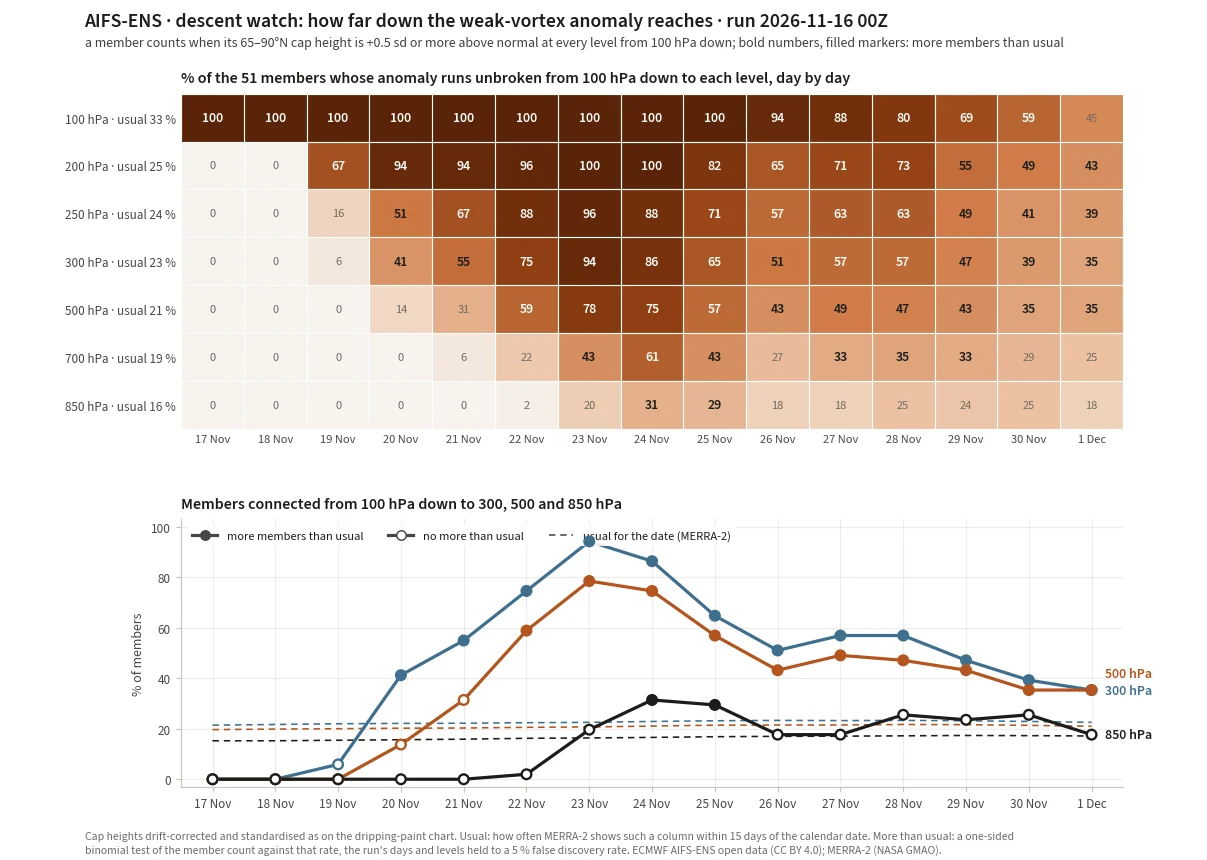 AIFS-ENS · descent watch: how far down the weak-vortex anomaly reaches · run 2026-11-16 00Z
a member counts when its 65–90°N cap height is +0.5 sd or more above normal at every level from 100 hPa down; bold numbers, filled markers: more members than usual
% of the 51 members whose anomaly runs unbroken from 100 hPa down to each level, day by day
100 hPa · usual 33 % 100 100 100 100 100 100 100 100 100 94 88 80 69 59 45
200 hPa · usual 25 % 0 0 67 94 94 96 100 100 82 65 71 73 55 49 43
250 hPa · usual 24 % 0 0 16 51 67 88 96 88 71 57 63 63 49 41 39
300 hPa · usual 23 % 0 0 6 41 55 75 94 86 65 51 57 57 47 39 35
500 hPa · usual 21 % 0 0 0 14 31 59 78 75 57 43 49 47 43 35 35
700 hPa · usual 19 % 0 0 0 0 6 22 43 61 43 27 33 35 33 29 25
850 hPa · usual 16 % 0 0 0 0 0 2 20 31 29 18 18 25 24 25 18
17 Nov 18 Nov 19 Nov 20 Nov 21 Nov 22 Nov 23 Nov 24 Nov 25 Nov 26 Nov 27 Nov 28 Nov 29 Nov 30 Nov 1 Dec
Members connected from 100 hPa down to 300, 500 and 850 hPa
more members than usual no more than usual usual for the date (MERRA-2)
% of members
100
80
60
40
20
0
500 hPa
300 hPa
850 hPa
17 Nov 18 Nov 19 Nov 20 Nov 21 Nov 22 Nov 23 Nov 24 Nov 25 Nov 26 Nov 27 Nov 28 Nov 29 Nov 30 Nov 1 Dec
Cap heights drift-corrected and standardised as on the dripping-paint chart. Usual: how often MERRA-2 shows such a column within 15 days of the calendar date. More than usual: a one-sided
binomial test of the member count against that rate, the run's days and levels held to a 5 % false discovery rate. ECMWF AIFS-ENS open data (CC BY 4.0); MERRA-2 (NASA GMAO).